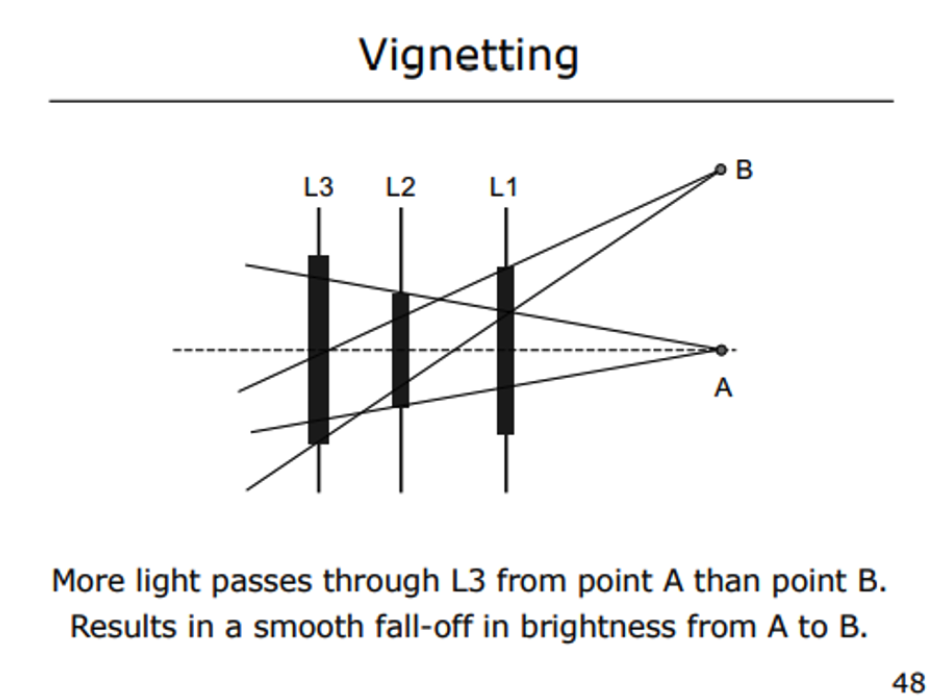 Vignetting
L3 L2 L1
B
A
More light passes through L3 from point A than point B.
Results in a smooth fall-off in brightness from A to B.
48